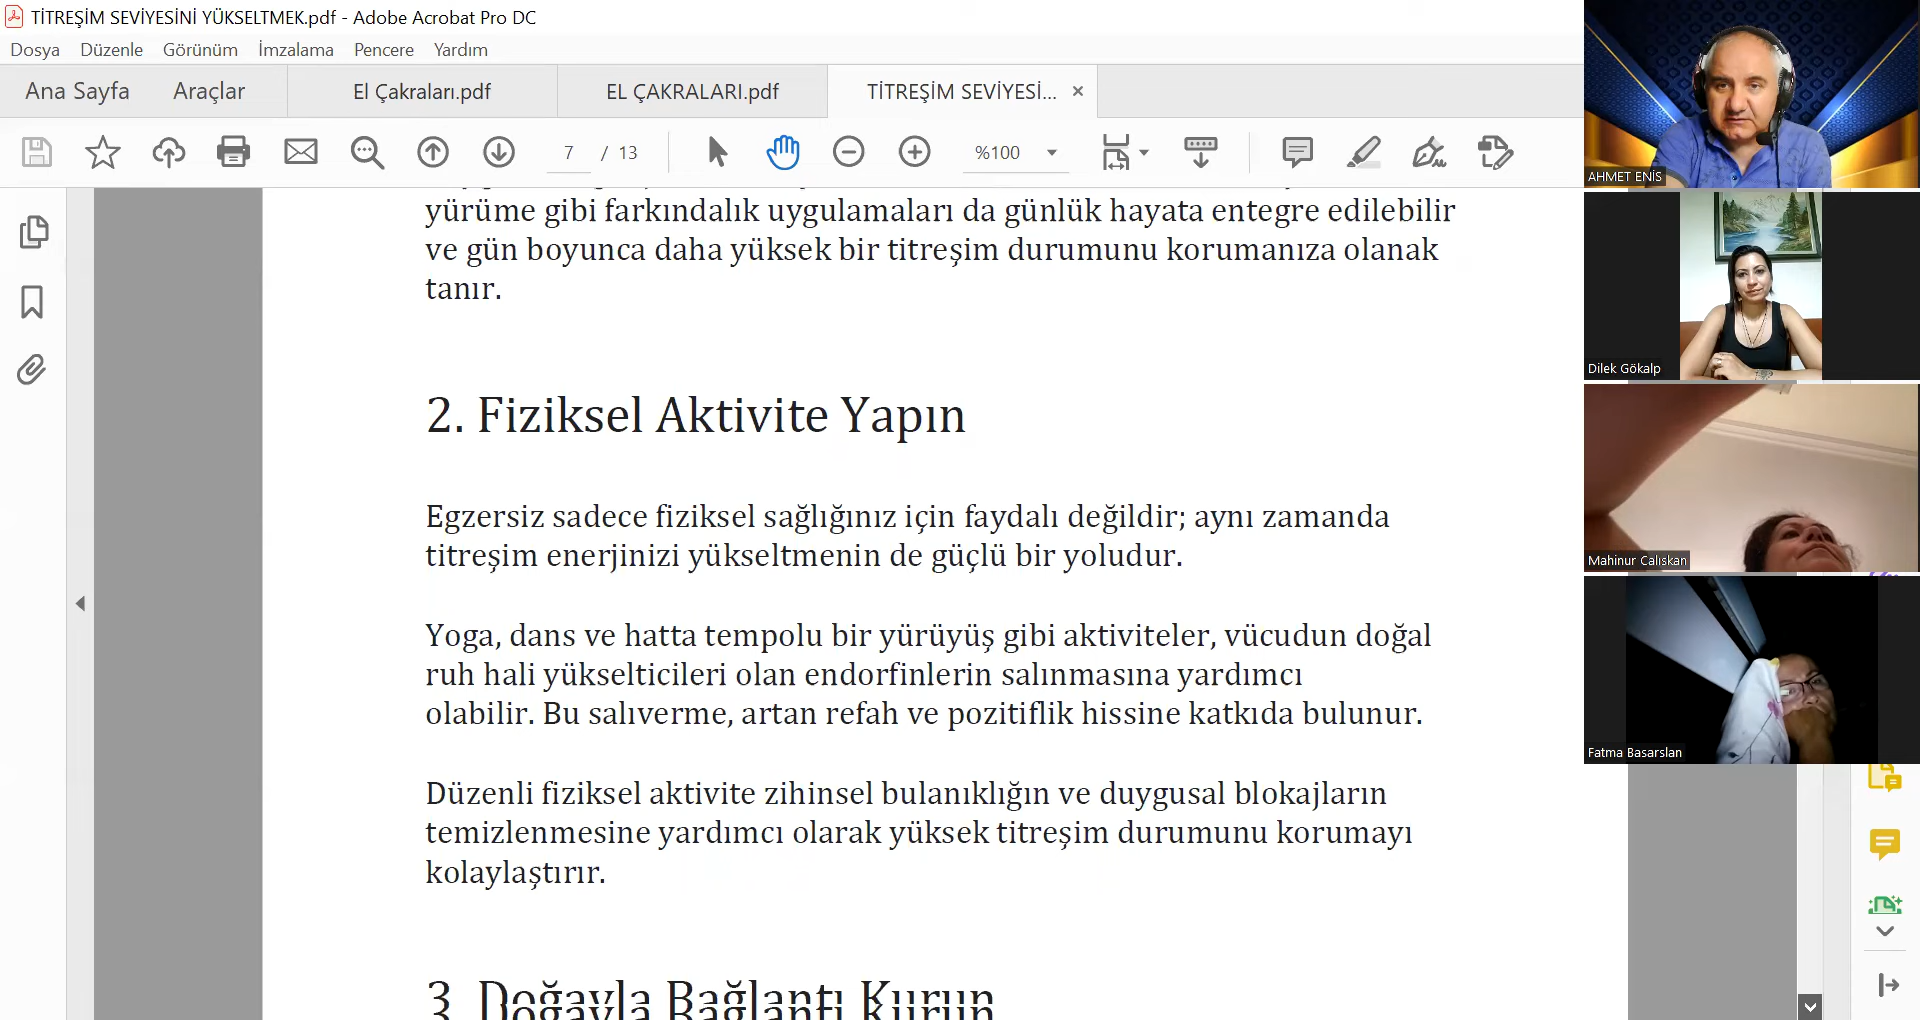 TİTREŞİM SEVİYESİNİ YÜKSELTMEK.pdf - Adobe Acrobat Pro DC
Dosya Düzenle Görünüm İmzalama Pencere Yardım
Ana Sayfa Araçlar El Çakraları.pdf EL ÇAKRALARI.pdf TİTREŞİM SEVİYESİ... ×
7 / 13 %100
yürüme gibi farkındalık uygulamaları da günlük hayata entegre edilebilir
ve gün boyunca daha yüksek bir titreşim durumunu korumanıza olanak
tanır.
2. Fiziksel Aktivite Yapın
Egzersiz sadece fiziksel sağlığınız için faydalı değildir; aynı zamanda
titreşim enerjinizi yükseltmenin de güçlü bir yoludur.
Yoga, dans ve hatta tempolu bir yürüyüş gibi aktiviteler, vücudun doğal
ruh hali yükselticileri olan endorfinlerin salınmasına yardımcı
olabilir. Bu salıverme, artan refah ve pozitiflik hissine katkıda bulunur.
Düzenli fiziksel aktivite zihinsel bulanıklığın ve duygusal blokajların
temizlenmesine yardımcı olarak yüksek titreşim durumunu korumayı
kolaylaştırır.
3. Doğayla Bağlantı Kurun
AHMET ENİS
Dilek Gökalp
Mahinur Calıskan
Fatma Basarslan